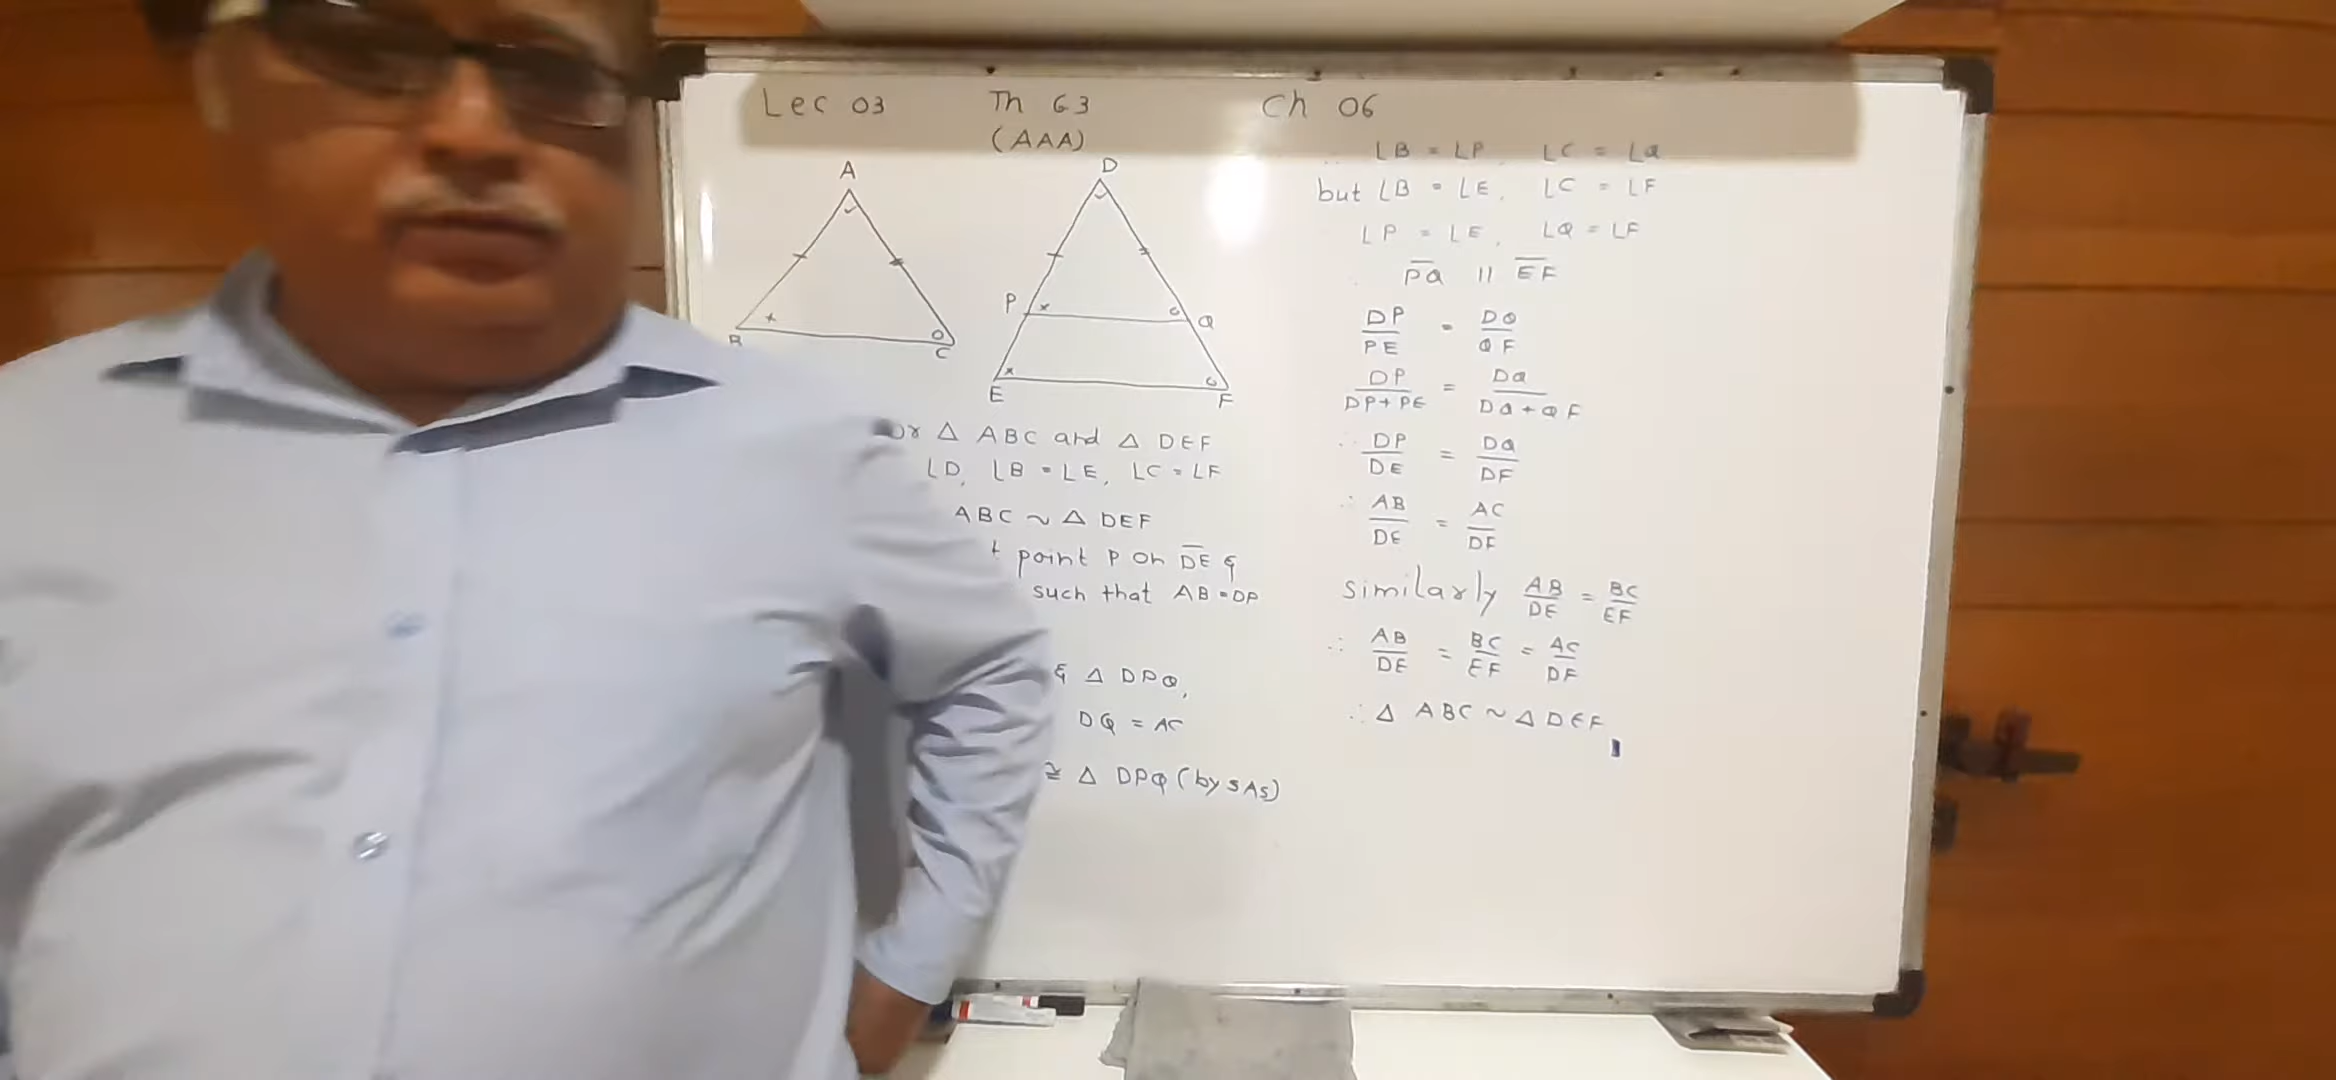 Lec 03 Th 63 Ch 06
(AAA)
A
B
C
D
P
Q
E
F
Δ ABC and Δ DEF
∠D, ∠B = ∠E, ∠C = ∠F
ABC ~ Δ DEF
point P on DE &
such that AB = DP
& Δ DPQ,
DQ = AC
≅ Δ DPQ (by SAS)
∠B = ∠P, ∠C = ∠Q
but ∠B = ∠E, ∠C = ∠F
∠P = ∠E, ∠Q = ∠F
PQ || EF
DP/PE = DQ/QF
DP/DP+PE = DQ/DQ+QF
∴ DP/DE = DQ/DF
∴ AB/DE = AC/DF
similarly AB/DE = BC/EF
∴ AB/DE = BC/EF = AC/DF
∴ Δ ABC ~ Δ DEF